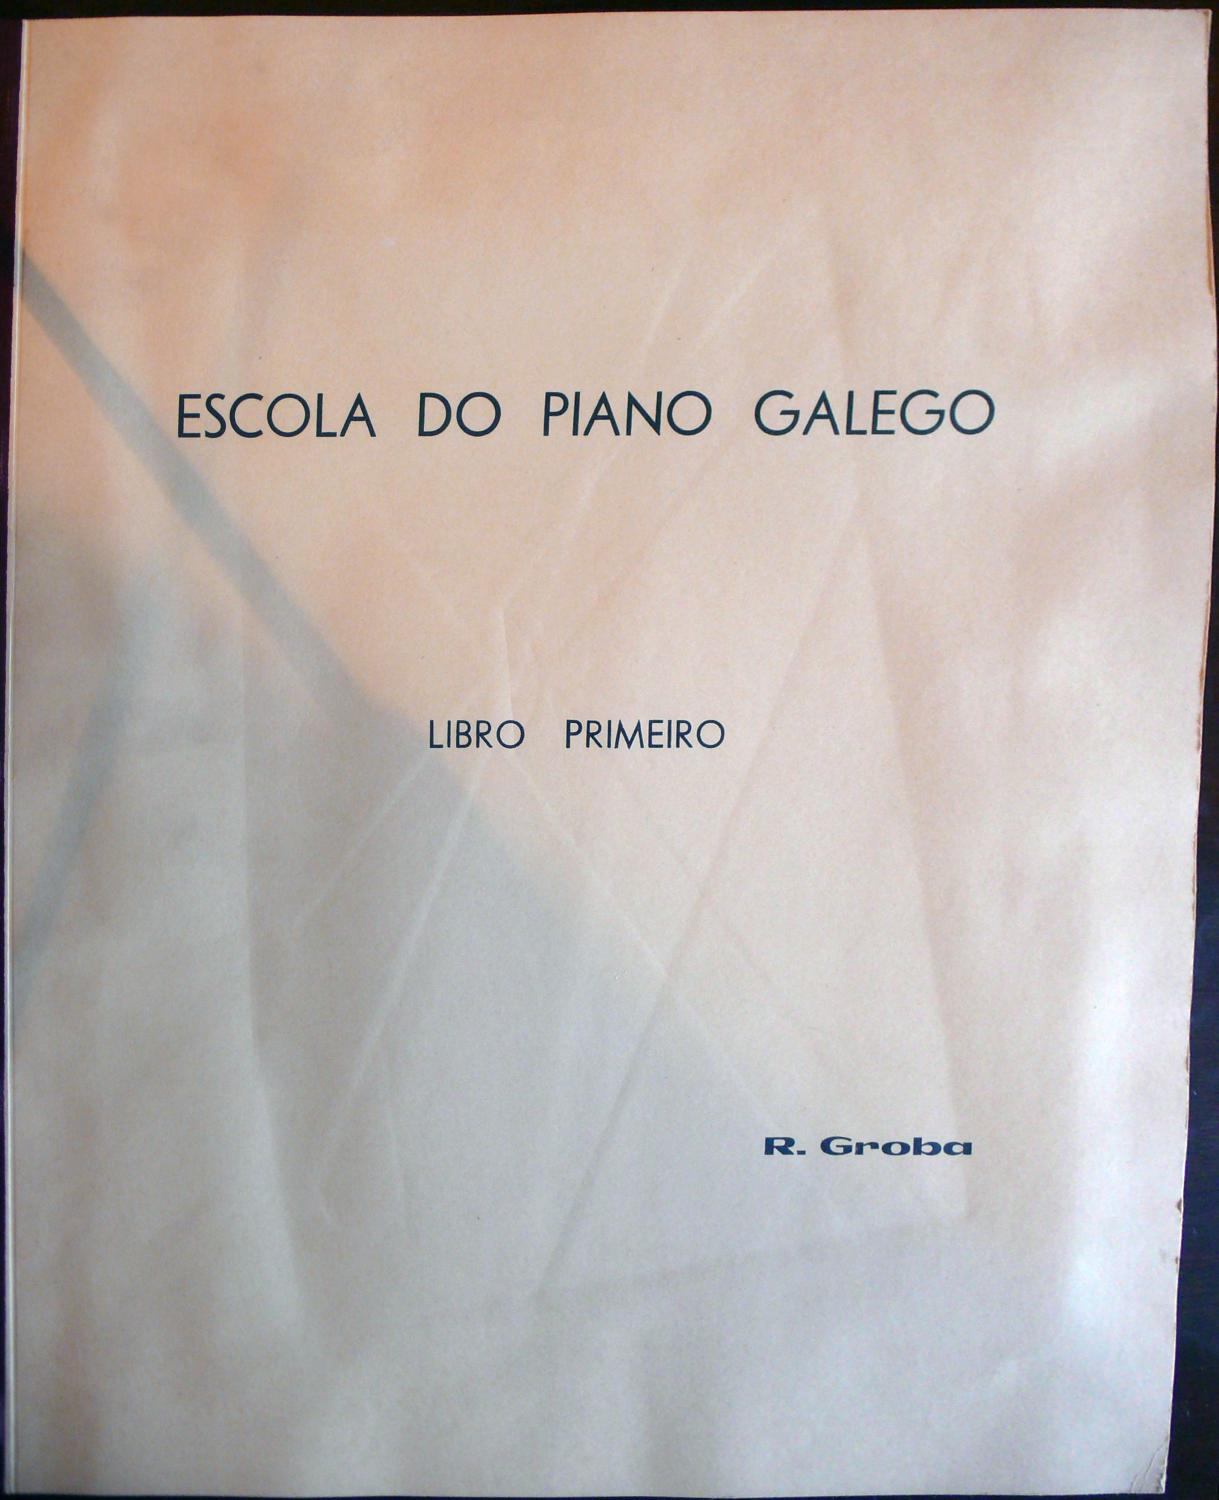 ESCOLA DO PIANO GALEGO
LIBRO PRIMEIRO
R. Groba